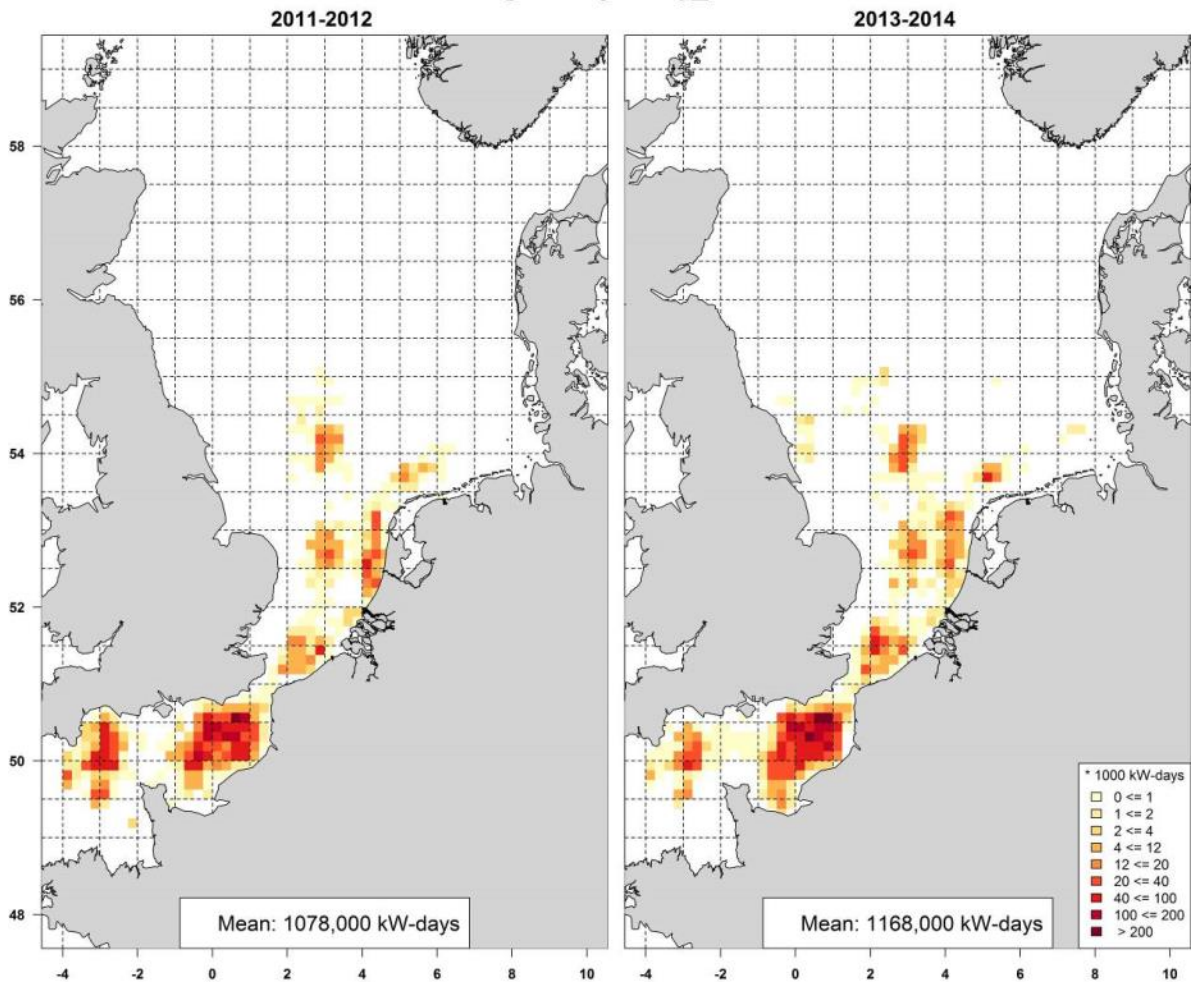 2011-2012
2013-2014
58
56
54
52
50
48
* 1000 kW-days
0 <= 1
1 <= 2
2 <= 4
4 <= 12
12 <= 20
20 <= 40
40 <= 100
100 <= 200
> 200
Mean: 1078,000 kW-days
Mean: 1168,000 kW-days
-4 -2 0 2 4 6 8 10
-4 -2 0 2 4 6 8 10